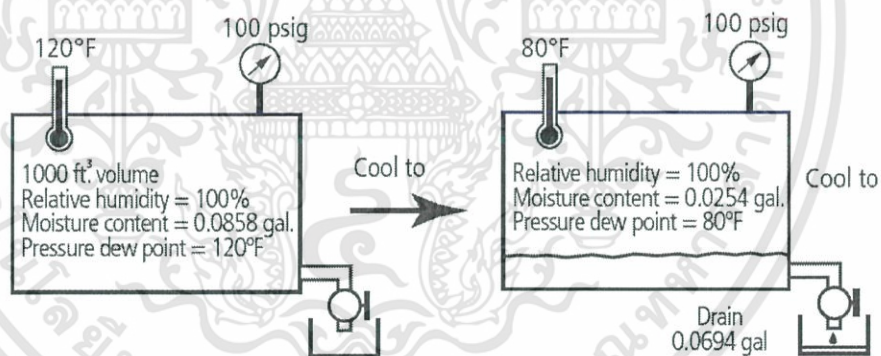 120°F
100 psig
1000 ft³. volume
Relative humidity = 100%
Moisture content = 0.0858 gal.
Pressure dew point = 120°F
Cool to
80°F
100 psig
Relative humidity = 100%
Moisture content = 0.0254 gal.
Pressure dew point = 80°F
Cool to
Drain
0.0694 gal